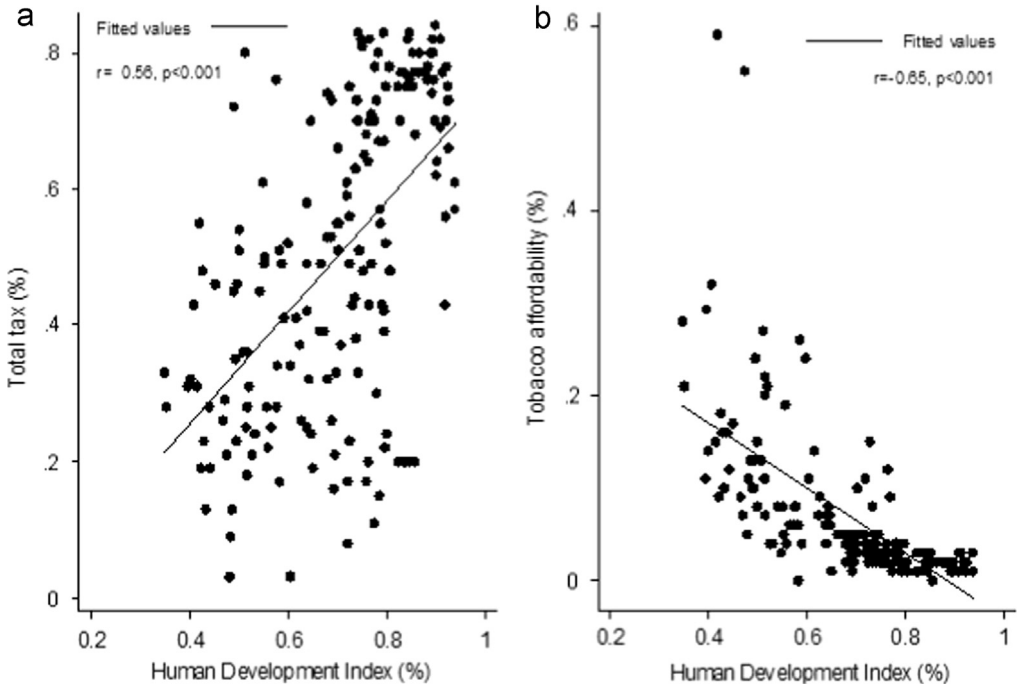 a
Fitted values
r= 0.56, p<0.001
Total tax (%)
.8
.6
.4
.2
0
0.2 0.4 0.6 0.8 1
Human Development Index (%)
b
Fitted values
r=-0.65, p<0.001
Tobacco affordability (%)
.6
.4
.2
0
0.2 0.4 0.6 0.8 1
Human Development Index (%)